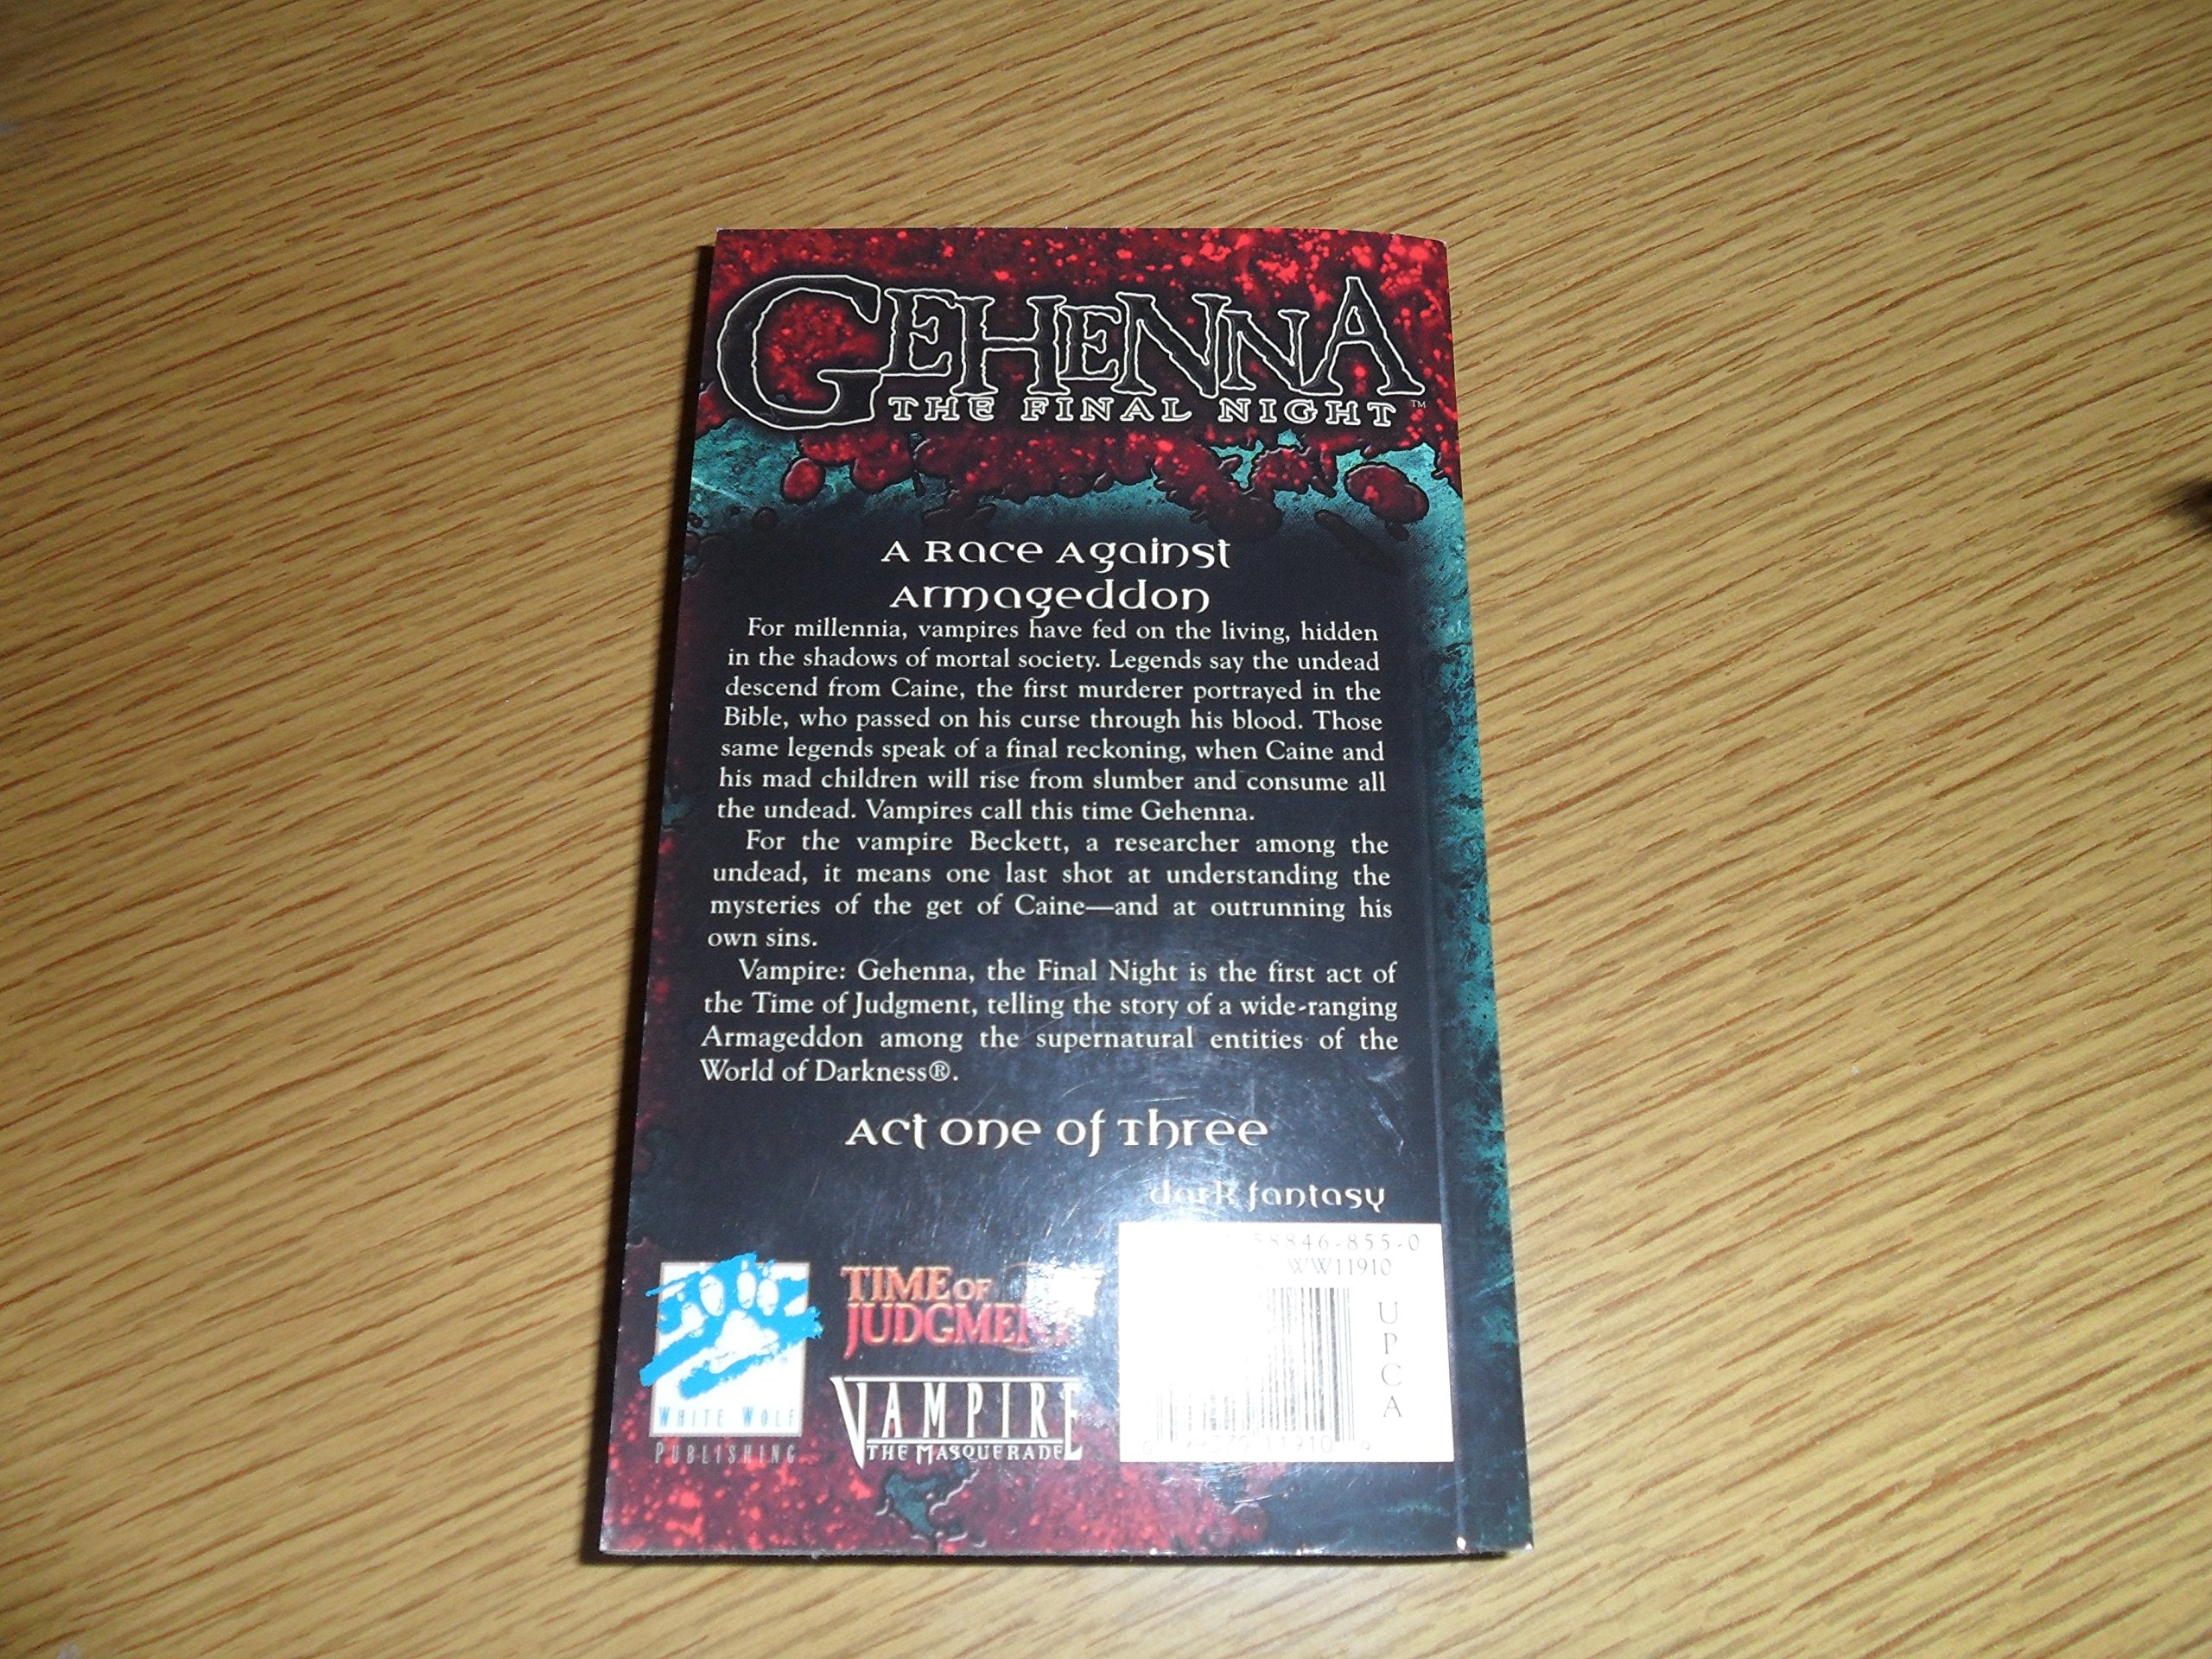 GEHENNA
THE FINAL NIGHT™
A Race Against
Armageddon
For millennia, vampires have fed on the living, hidden
in the shadows of mortal society. Legends say the undead
descend from Caine, the first murderer portrayed in the
Bible, who passed on his curse through his blood. Those
same legends speak of a final reckoning, when Caine and
his mad children will rise from slumber and consume all
the undead. Vampires call this time Gehenna.
For the vampire Beckett, a researcher among the
undead, it means one last shot at understanding the
mysteries of the get of Caine—and at outrunning his
own sins.
Vampire: Gehenna, the Final Night is the first act of
the Time of Judgment, telling the story of a wide-ranging
Armageddon among the supernatural entities of the
World of Darkness®.
Act One of Three
dark fantasy
58846-855-0
WW11910
UPCA
TIME OF
JUDGMENT
WHITE WOLF
PUBLISHING
VAMPIRE
THE MASQUERADE
11910 9